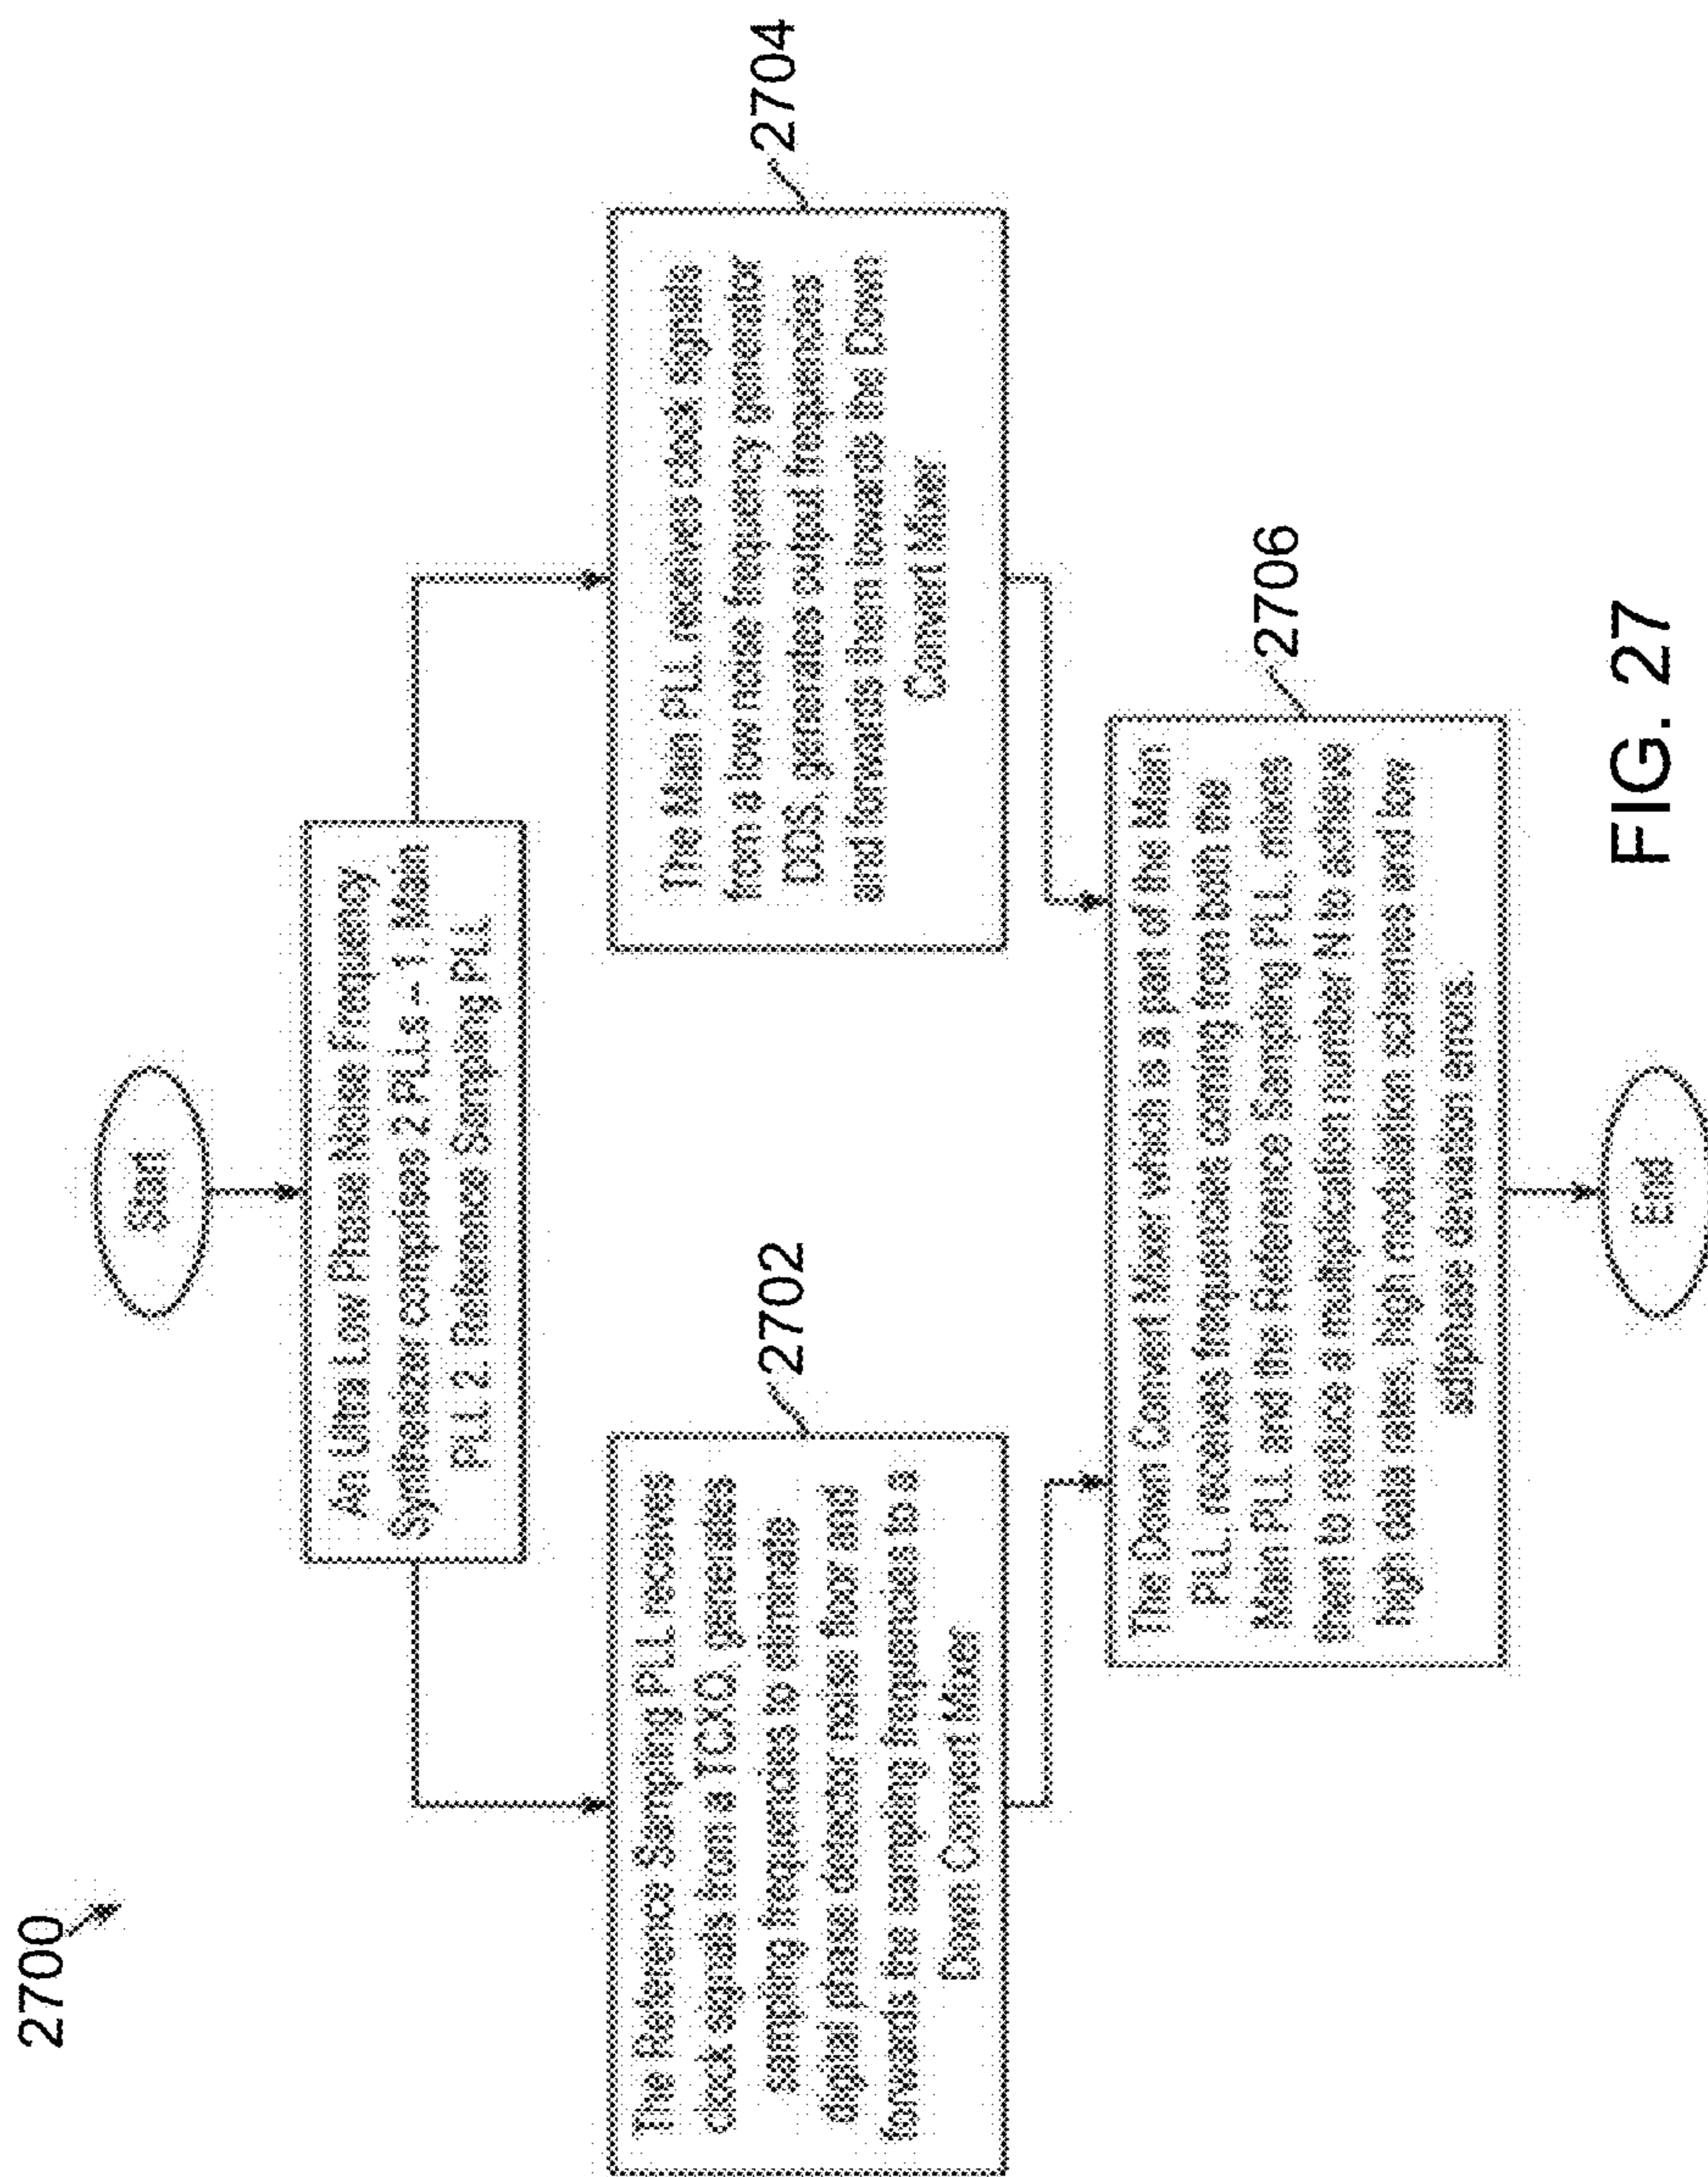 2700
Start
An Ultra Low Phase Noise Frequency
Synthesizer comprises 2 PLLs – 1. Main
PLL 2. Reference Sampling PLL
2702
The Reference Sampling PLL receives
clock signals from a TCXO, generates
sampling frequencies to eliminate
digital phase detector noise floor and
forwards the sampling frequencies to a
Down Convert Mixer
2704
The Main PLL receives clock signals
from a low noise frequency generator
DDS, generates output frequencies
and forwards them towards the Down
Convert Mixer
2706
The Down Convert Mixer which is a part of the Main
PLL, receives frequencies coming from both the
Main PLL and the Reference Sampling PLL, mixes
them to reduce a multiplication number N to achieve
high data rates, high modulation schemes and low
phase deviation errors.
End
FIG. 27